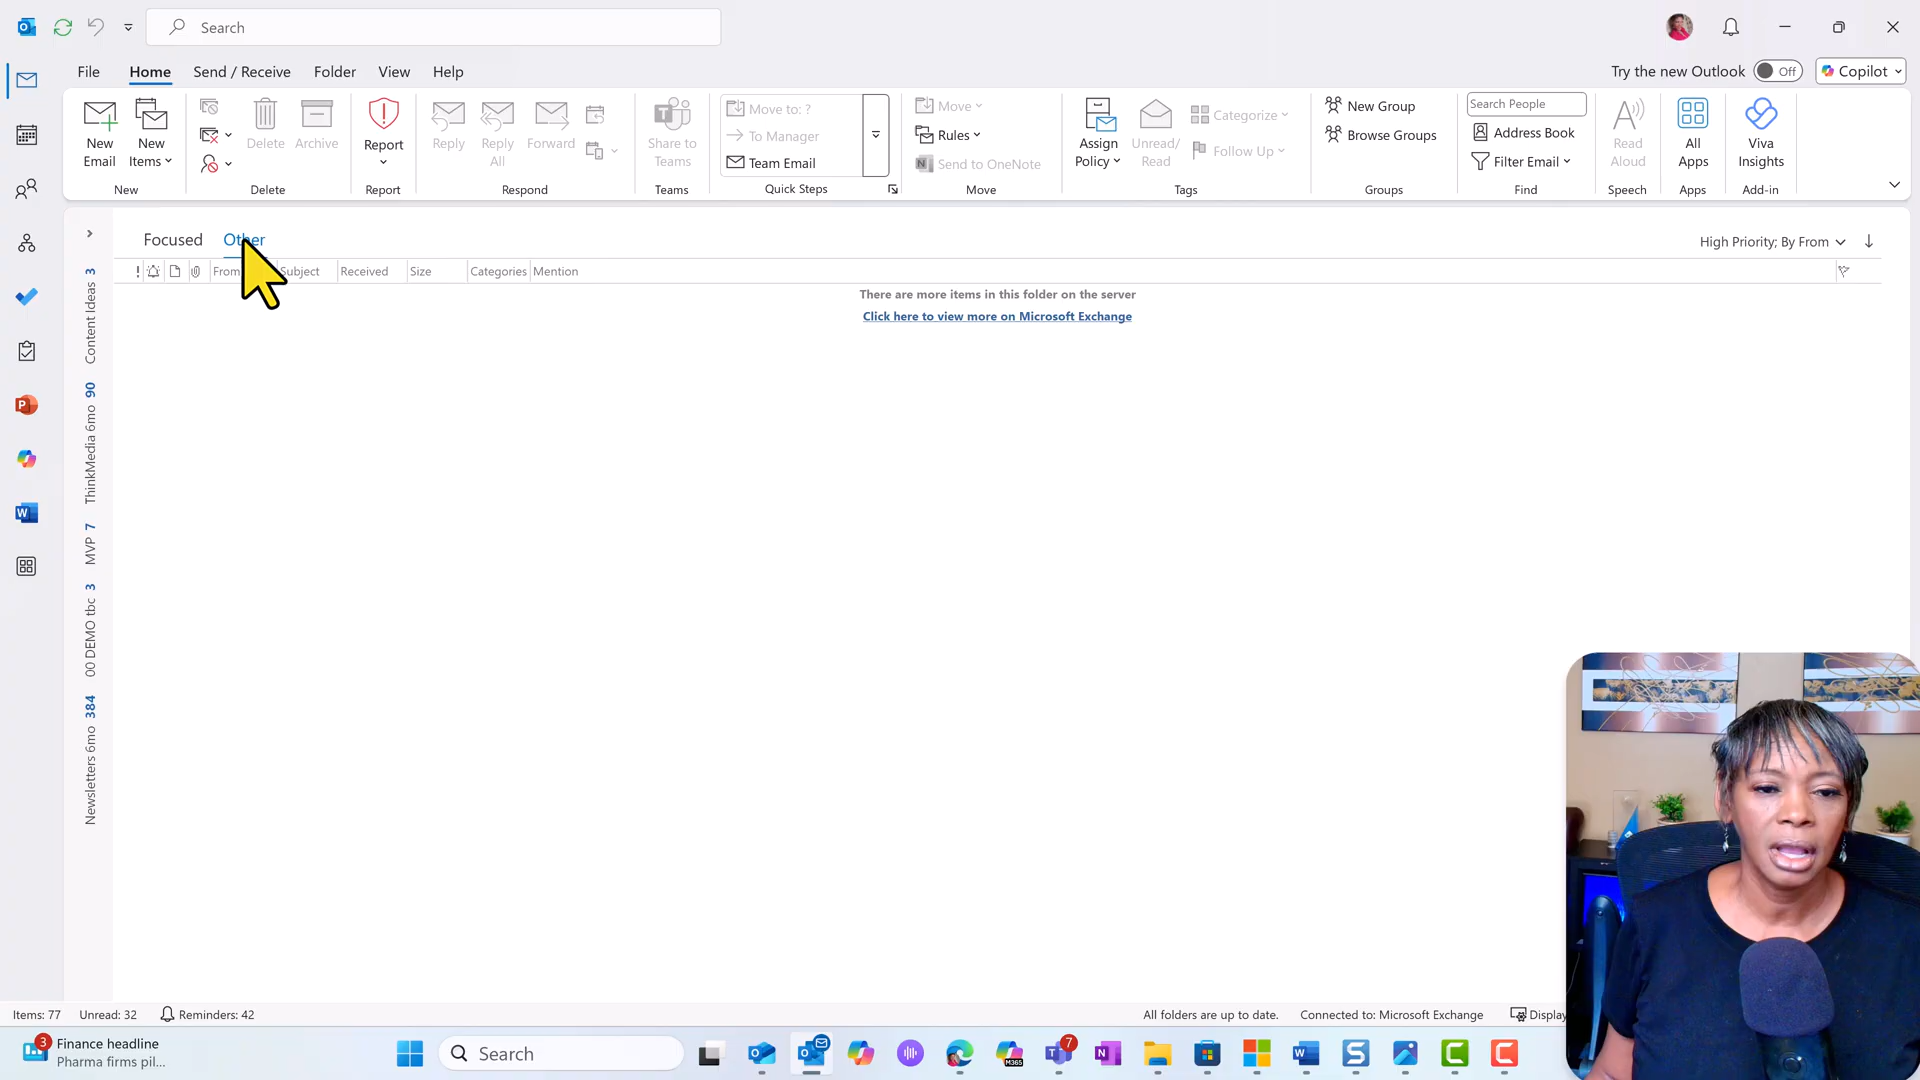 Search
File
Home
Send / Receive
Folder
View
Help
Try the new Outlook
Off
Copilot
New Email
New Items
New
Delete
Archive
Delete
Report
Report
Reply
Reply All
Forward
Respond
Share to Teams
Teams
Move to: ?
To Manager
Team Email
Quick Steps
Move
Rules
Send to OneNote
Move
Assign Policy
Unread/ Read
Categorize
Follow Up
Tags
New Group
Browse Groups
Groups
Search People
Address Book
Filter Email
Find
Read Aloud
Speech
All Apps
Apps
Viva Insights
Add-in
Focused
Other
High Priority; By From
!
From
Subject
Received
Size
Categories
Mention
There are more items in this folder on the server
Click here to view more on Microsoft Exchange
Content Ideas 3
ThinkMedia 6mo 90
MVP 7
00 DEMO tbc 3
Newsletters 6mo 384
Items: 77
Unread: 32
Reminders: 42
All folders are up to date.
Connected to: Microsoft Exchange
Display
3
Finance headline
Pharma firms pil...
Search
M365
7